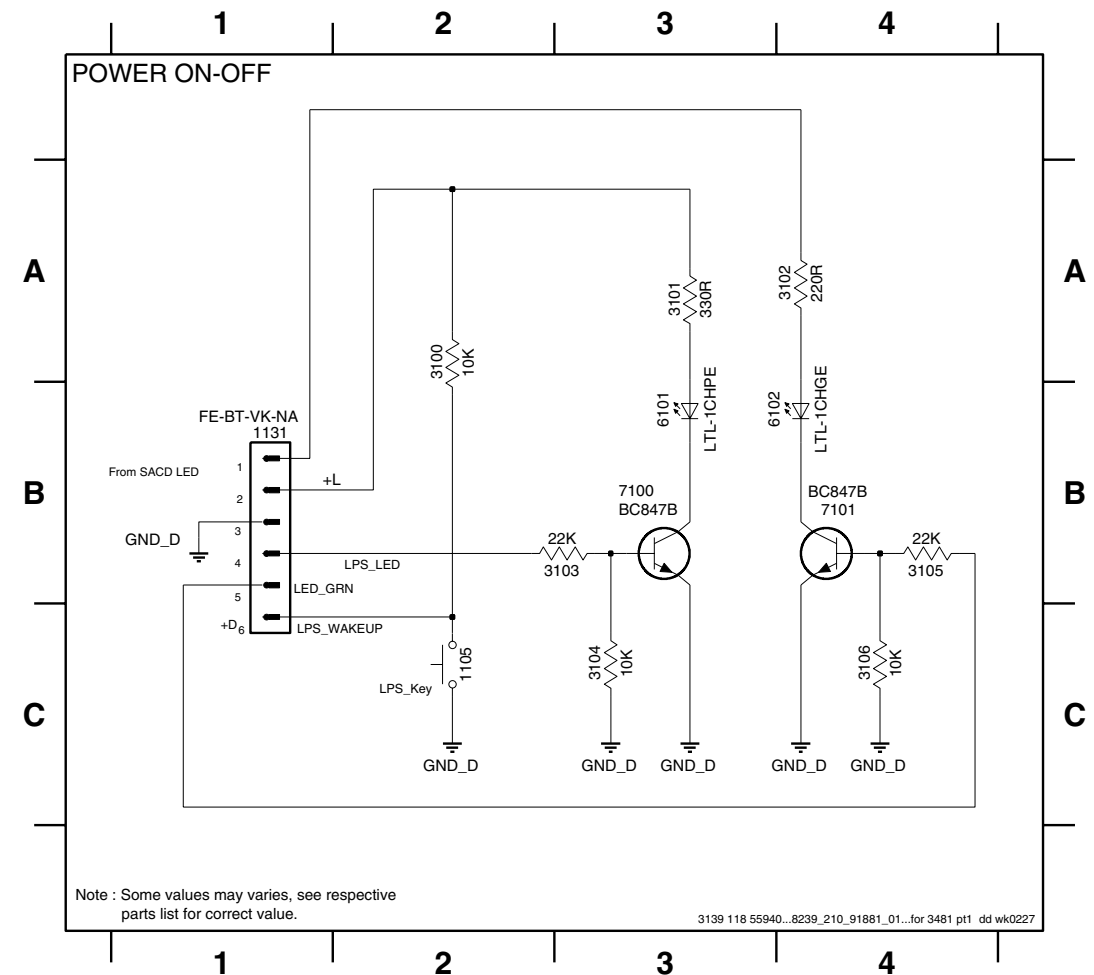 1 2 3 4
POWER ON-OFF
A
A
3101
330R
3102
220R
3100
10K
6101
LTL-1CHPE
6102
LTL-1CHGE
FE-BT-VK-NA
1131
From SACD LED
1
+L
2
B
B
7100
BC847B
BC847B
7101
GND_D
3
4
LPS_LED
22K
3103
22K
3105
5
LED_GRN
+D
6
LPS_WAKEUP
1105
LPS_Key
3104
10K
3106
10K
C
C
GND_D
GND_D
GND_D
GND_D
GND_D
Note : Some values may varies, see respective
parts list for correct value.
3139 118 55940...8239_210_91881_01...for 3481 pt1 dd wk0227
1 2 3 4